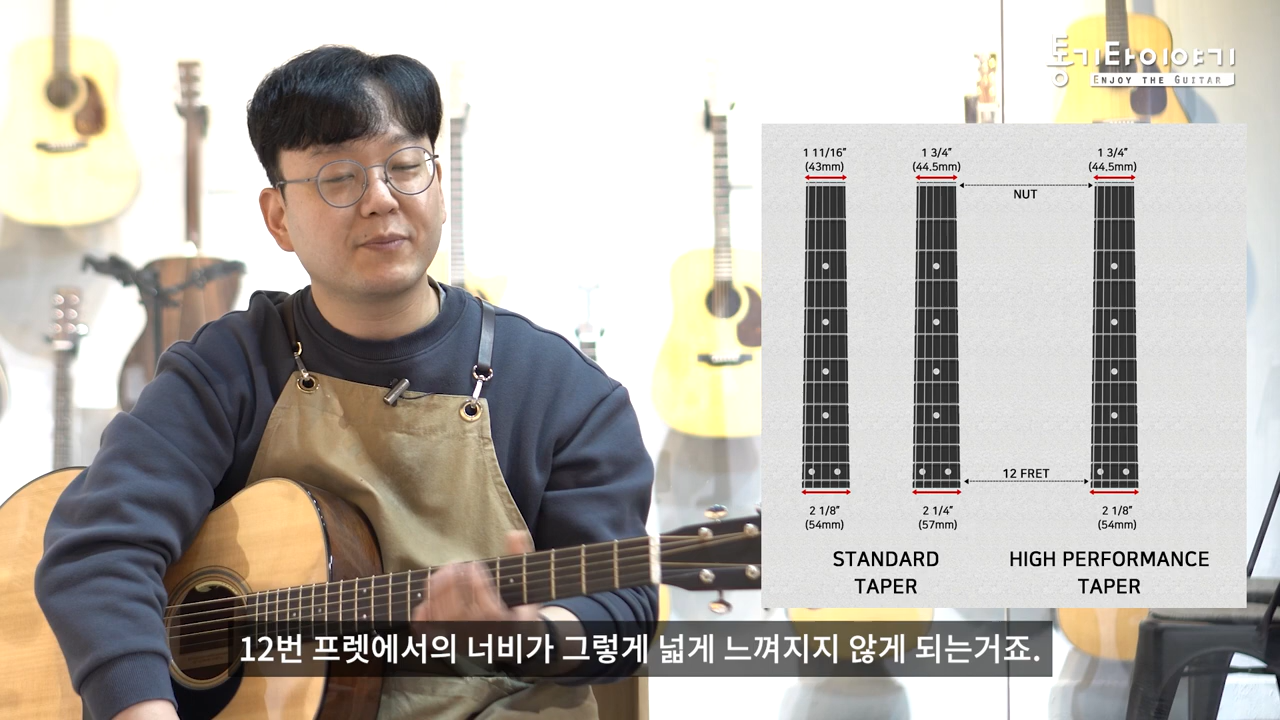 통기타이야기
ENJOY THE GUITAR
1 11/16” 1 3/4” 1 3/4”
(43mm) (44.5mm) (44.5mm)
NUT
12 FRET
2 1/8” 2 1/4” 2 1/8”
(54mm) (57mm) (54mm)
STANDARD HIGH PERFORMANCE
TAPER TAPER
12번 프렛에서의 너비가 그렇게 넓게 느껴지지 않게 되는거죠.